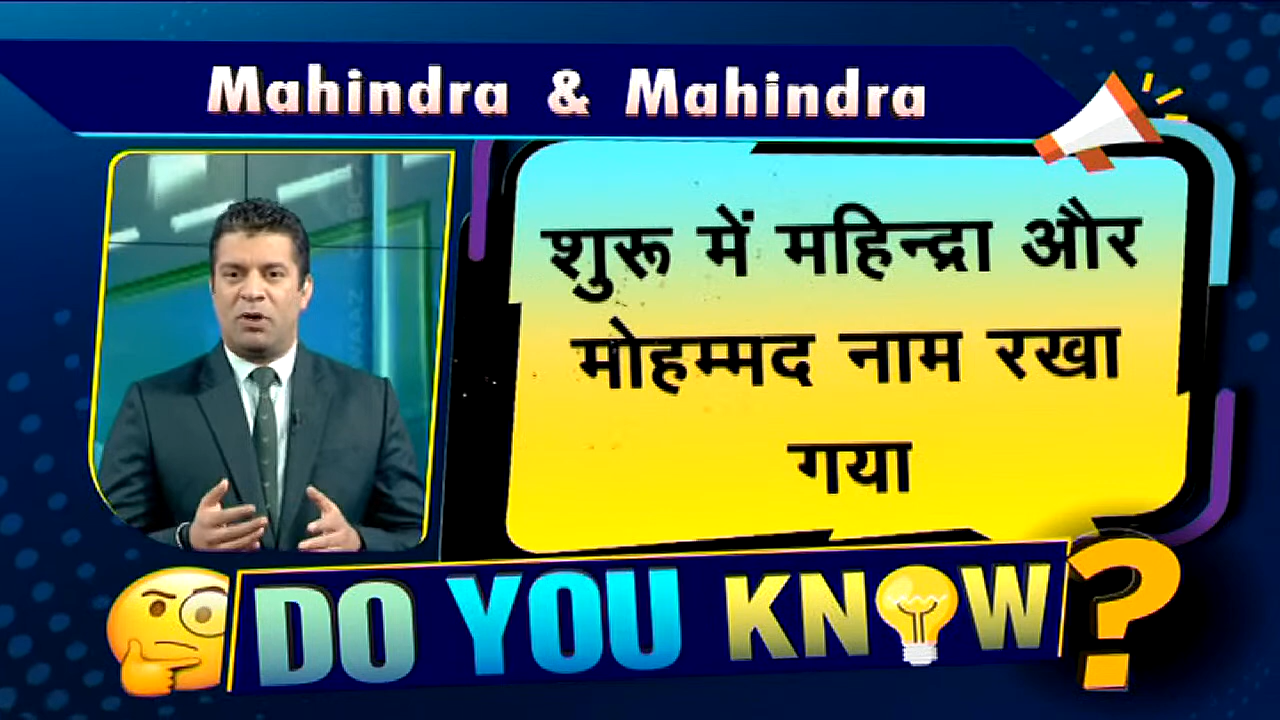 Mahindra & Mahindra
शुरू में महिन्द्रा और
मोहम्मद नाम रखा
गया
DO YOU KNOW?